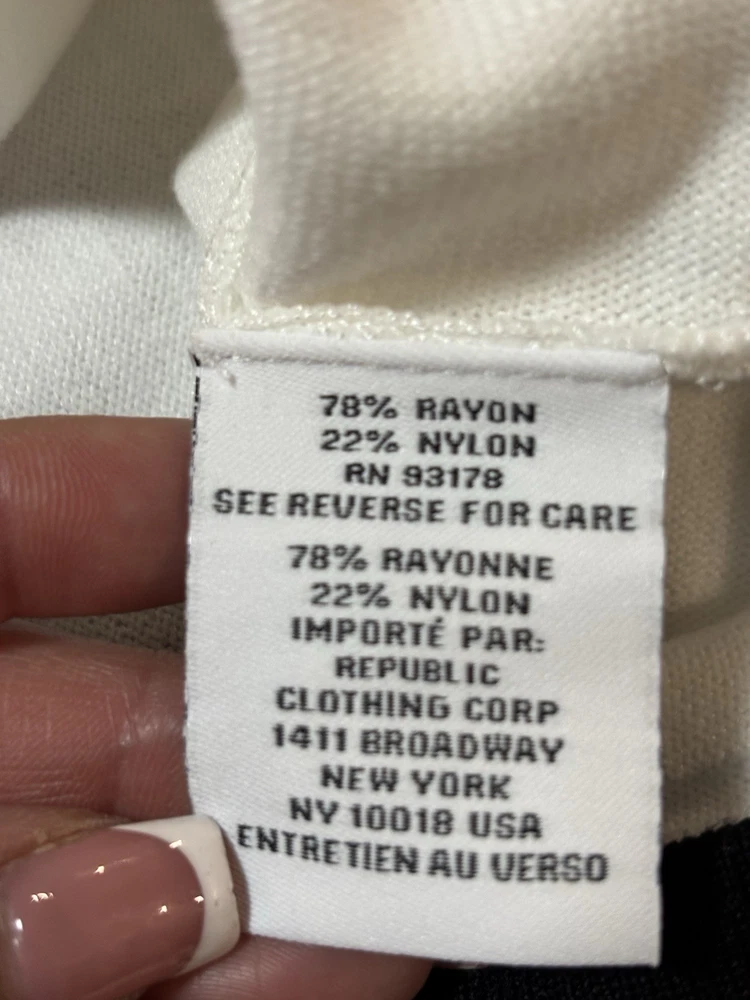 78% RAYON
22% NYLON
RN 93178
SEE REVERSE FOR CARE
78% RAYONNE
22% NYLON
IMPORTÉ PAR:
REPUBLIC
CLOTHING CORP
1411 BROADWAY
NEW YORK
NY 10018 USA
ENTRETIEN AU VERSO